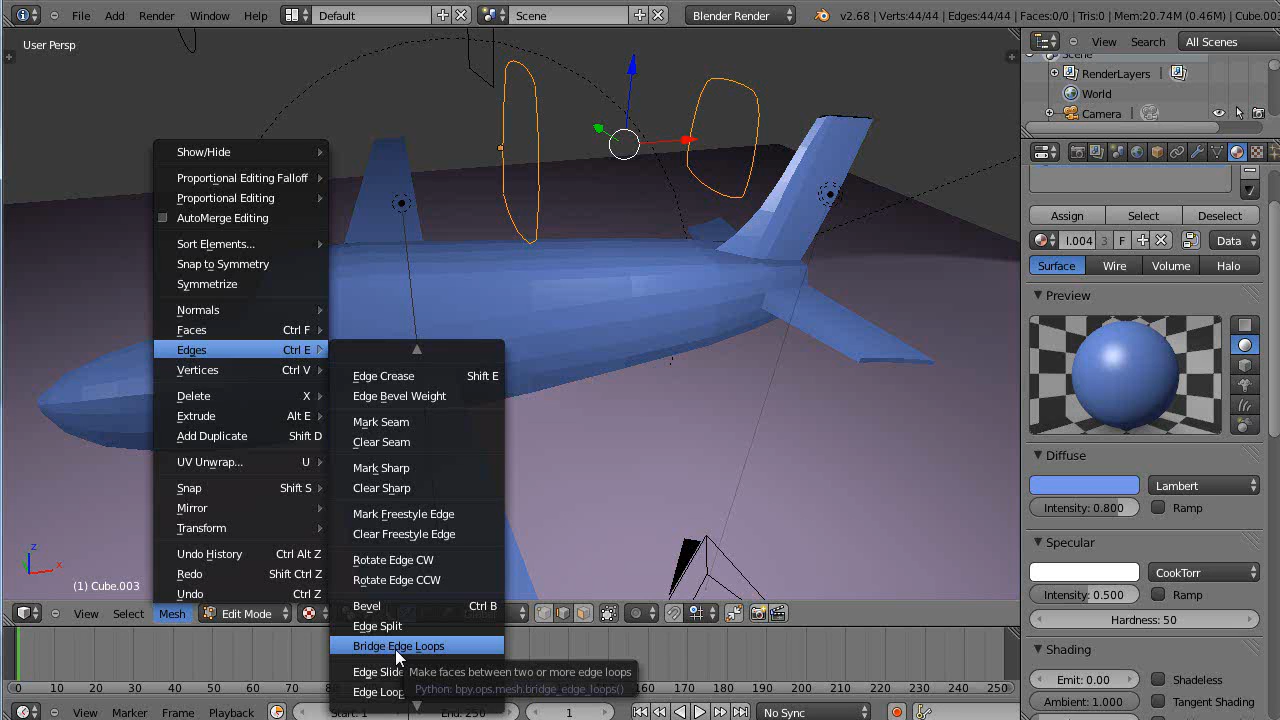 File Add Render Window Help Default Scene Blender Render v2.68 | Verts:44/44 | Edges:44/44 | Faces:0/0 | Tris:0 | Mem:20.74M (0.46M) | Cube.003
User Persp
View Search All Scenes
Scene
RenderLayers
World
Camera
Show/Hide
Proportional Editing Falloff
Proportional Editing
AutoMerge Editing
Sort Elements...
Snap to Symmetry
Symmetrize
Normals
Faces Ctrl F
Edges Ctrl E
Vertices Ctrl V
Delete X
Extrude Alt E
Add Duplicate Shift D
UV Unwrap... U
Snap Shift S
Mirror
Transform
Undo History Ctrl Alt Z
Redo Shift Ctrl Z
Undo Ctrl Z
Edge Crease Shift E
Edge Bevel Weight
Mark Seam
Clear Seam
Mark Sharp
Clear Sharp
Mark Freestyle Edge
Clear Freestyle Edge
Rotate Edge CW
Rotate Edge CCW
Bevel Ctrl B
Edge Split
Bridge Edge Loops
Edge Slide
Edge Loop
Make faces between two or more edge loops
Python: bpy.ops.mesh.bridge_edge_loops()
z
x
(1) Cube.003
View Select Mesh Edit Mode
Assign Select Deselect
I.004 3 F Data
Surface Wire Volume Halo
Preview
Diffuse
Lambert
Intensity: 0.800 Ramp
Specular
CookTorr
Intensity: 0.500 Ramp
Hardness: 50
Shading
Emit: 0.00 Shadeless
Ambient: 1.000 Tangent Shading
0 10 20 30 40 50 60 70 80 130 140 150 160 170 180 190 200 210 220 230 240 250
View Marker Frame Playback Start: 1 End: 250 1 No Sync